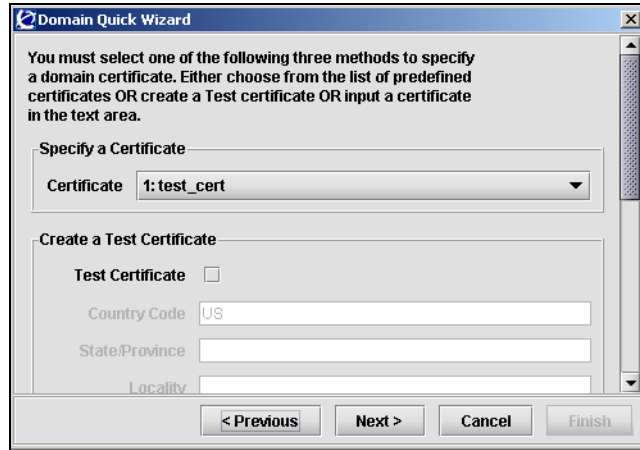 Domain Quick Wizard
You must select one of the following three methods to specify
a domain certificate. Either choose from the list of predefined
certificates OR create a Test certificate OR input a certificate
in the text area.
Specify a Certificate
Certificate 1: test_cert
Create a Test Certificate
Test Certificate
Country Code US
State/Province
Locality
< Previous Next > Cancel Finish